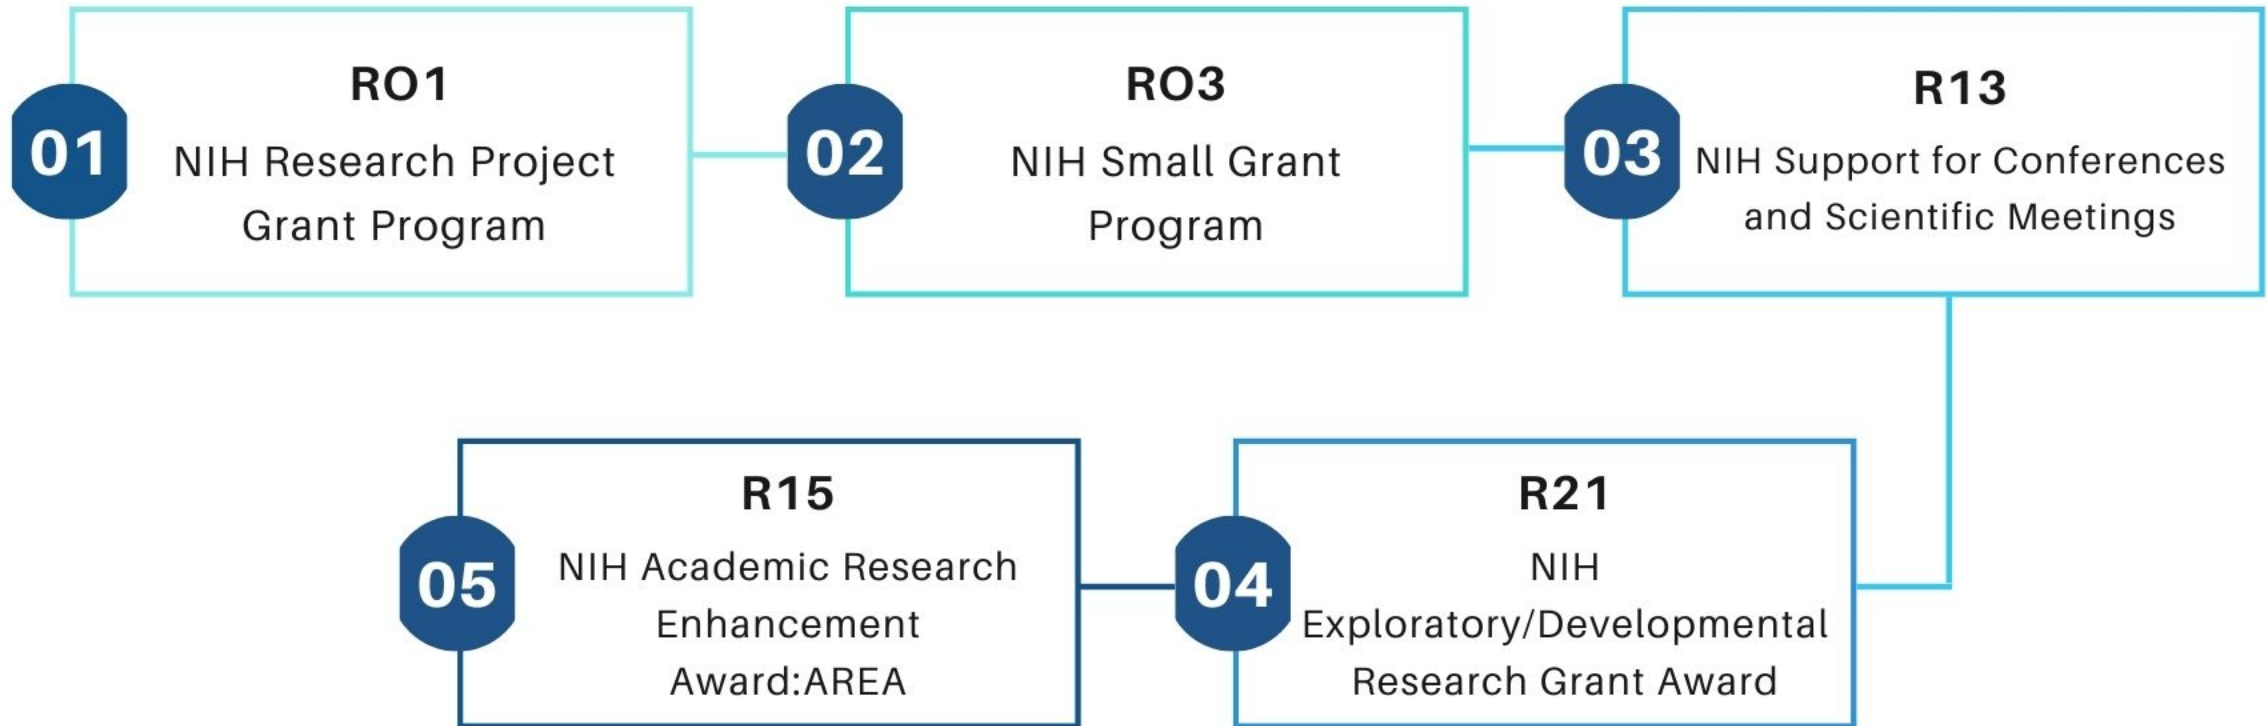 01
RO1
NIH Research Project
Grant Program
02
RO3
NIH Small Grant
Program
03
R13
NIH Support for Conferences
and Scientific Meetings
04
R21
NIH
Exploratory/Developmental
Research Grant Award
05
R15
NIH Academic Research
Enhancement
Award:AREA